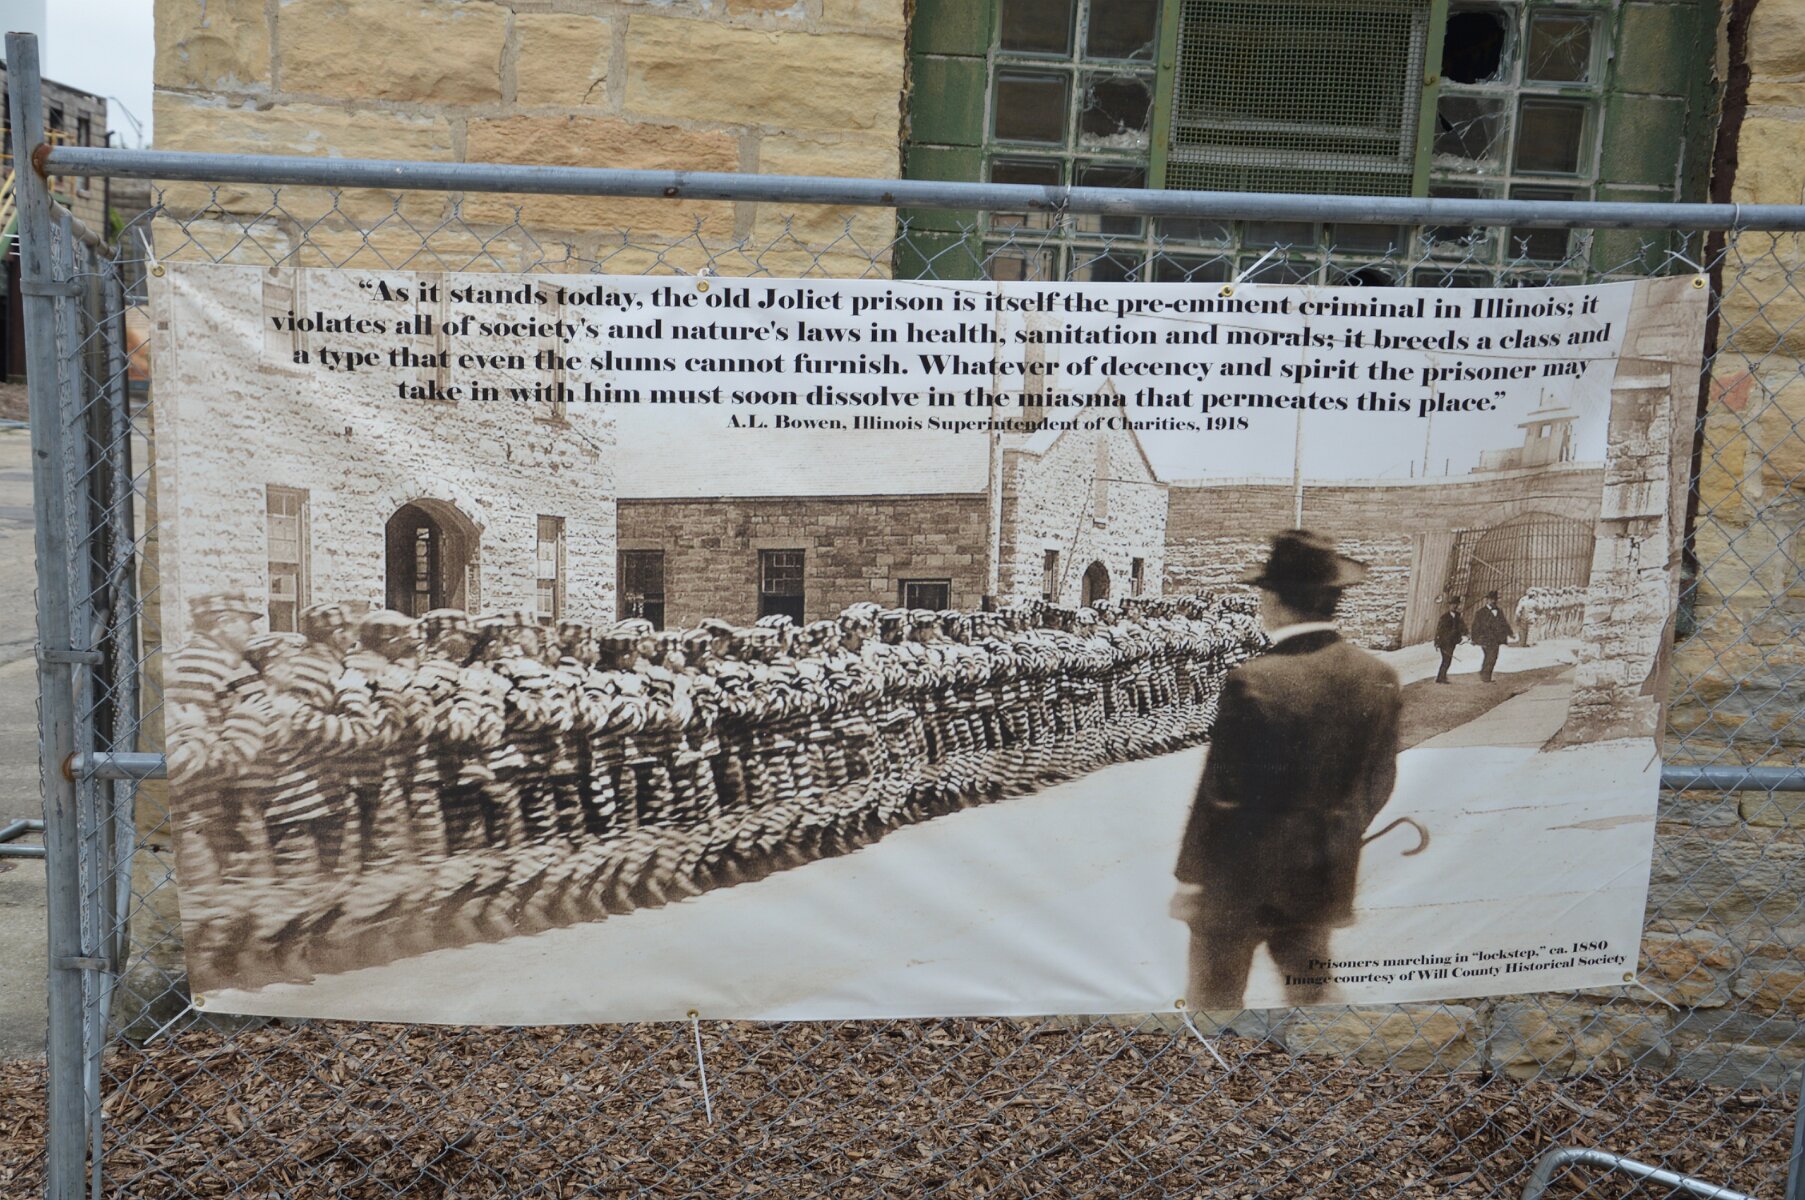 “As it stands today, the old Joliet prison is itself the pre-eminent criminal in Illinois; it
violates all of society's and nature's laws in health, sanitation and morals; it breeds a class and
a type that even the slums cannot furnish. Whatever of decency and spirit the prisoner may
take in with him must soon dissolve in the miasma that permeates this place.”
A.L. Bowen, Illinois Superintendent of Charities, 1918
Prisoners marching in “lockstep,” ca. 1880
Image courtesy of Will County Historical Society